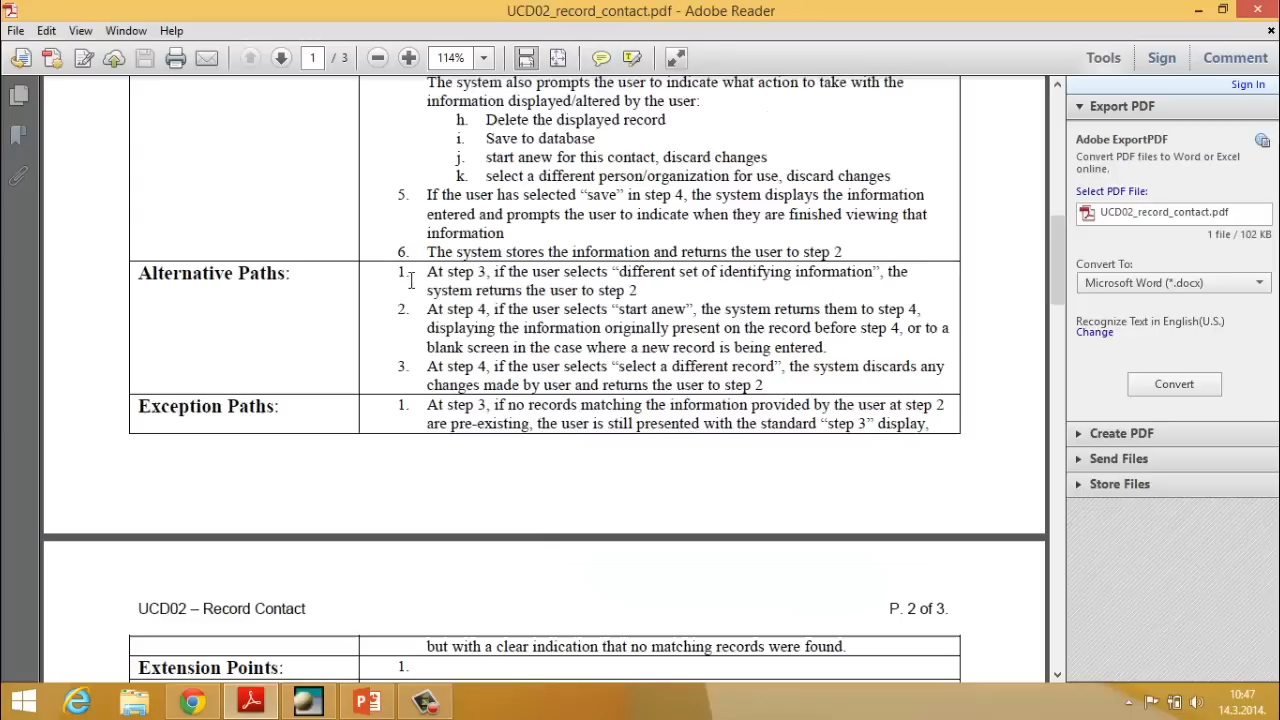 UCD02_record_contact.pdf - Adobe Reader
File Edit View Window Help
1 / 3 114% Tools Sign Comment
The system also prompts the user to indicate what action to take with the
information displayed/altered by the user:
h. Delete the displayed record
i. Save to database
j. start anew for this contact, discard changes
k. select a different person/organization for use, discard changes
5. If the user has selected “save” in step 4, the system displays the information
entered and prompts the user to indicate when they are finished viewing that
information
6. The system stores the information and returns the user to step 2
Alternative Paths: 1. At step 3, if the user selects “different set of identifying information”, the
system returns the user to step 2
2. At step 4, if the user selects “start anew”, the system returns them to step 4,
displaying the information originally present on the record before step 4, or to a
blank screen in the case where a new record is being entered.
3. At step 4, if the user selects “select a different record”, the system discards any
changes made by user and returns the user to step 2
Exception Paths: 1. At step 3, if no records matching the information provided by the user at step 2
are pre-existing, the user is still presented with the standard “step 3” display,
UCD02 – Record Contact P. 2 of 3.
but with a clear indication that no matching records were found.
Extension Points: 1.
Sign In
Export PDF
Adobe ExportPDF
Convert PDF files to Word or Excel
online.
Select PDF File:
UCD02_record_contact.pdf
1 file / 102 KB
Convert To:
Microsoft Word (*.docx)
Recognize Text in English(U.S.)
Change
Convert
Create PDF
Send Files
Store Files
10:47
14.3.2014.